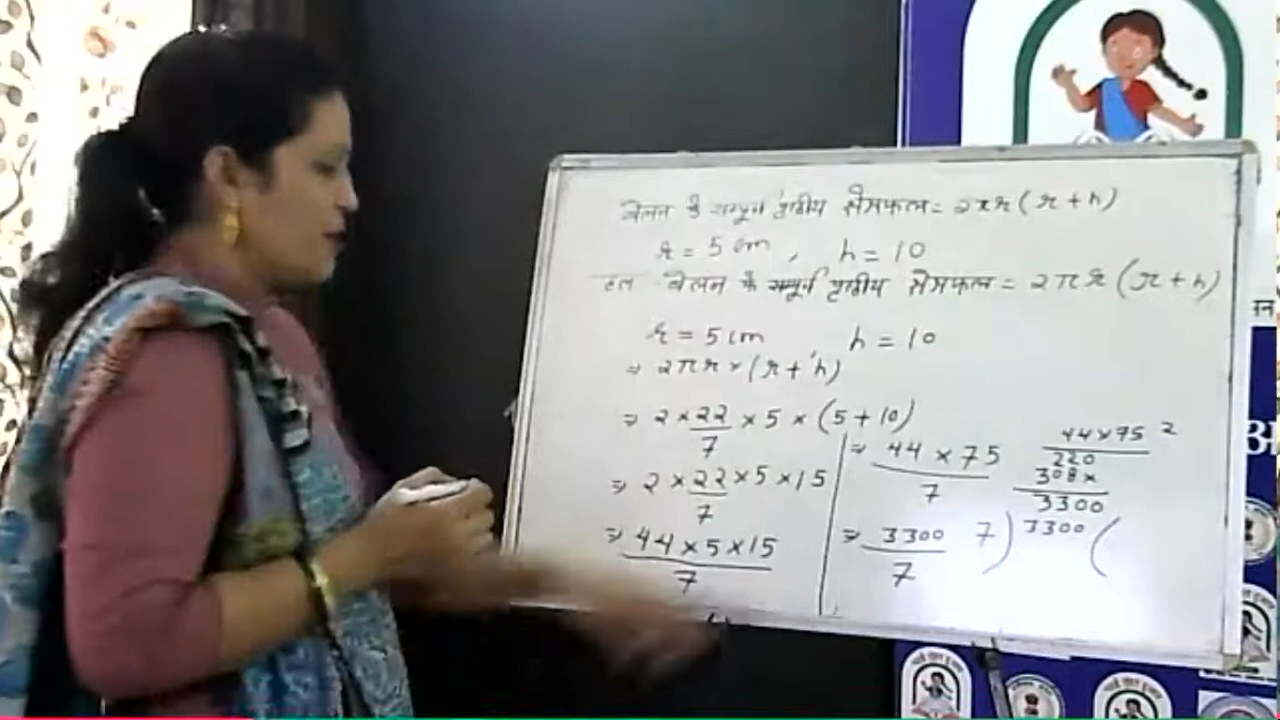 बेलन के सम्पूर्ण पृष्ठीय क्षेत्रफल = 2πr(r+h)
r = 5 cm, h = 10
हल - बेलन के सम्पूर्ण पृष्ठीय क्षेत्रफल = 2πr(r+h)
r = 5 cm h = 10
⇒ 2πr×(r+h)
⇒ 2 × 22/7 × 5 × (5+10)
⇒ 2 × 22/7 × 5 × 15
⇒ 44 × 5 × 15 / 7
⇒ 44 × 75 / 7
⇒ 3300 / 7
44×75 2
220
308×
3300
7)3300(